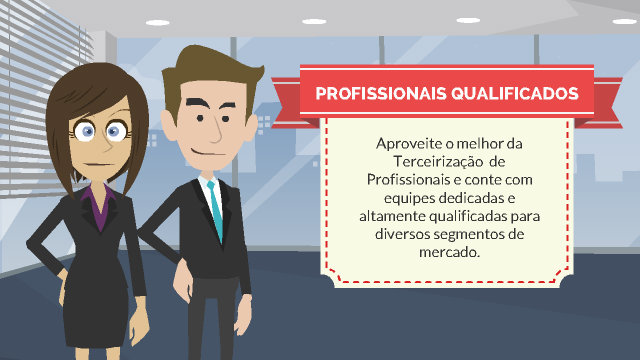 PROFISSIONAIS QUALIFICADOS
Aproveite o melhor da
Terceirização de
Profissionais e conte com
equipes dedicadas e
altamente qualificadas para
diversos segmentos de
mercado.